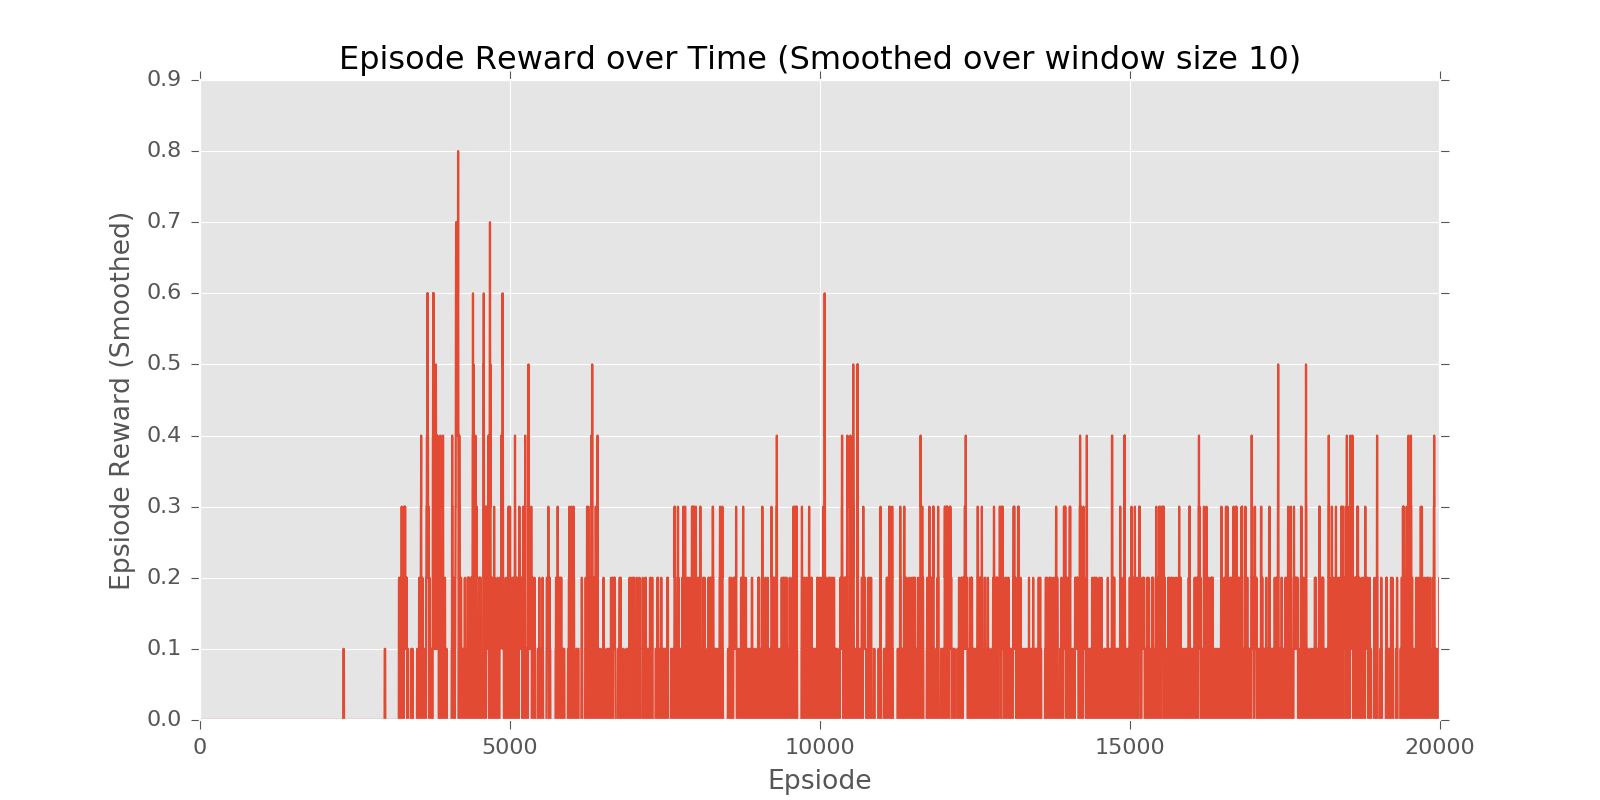 Episode Reward over Time (Smoothed over window size 10)
0.9
0.8
0.7
0.6
0.5
0.4
0.3
0.2
0.1
0.0
Epsiode Reward (Smoothed)
0 5000 10000 15000 20000
Epsiode